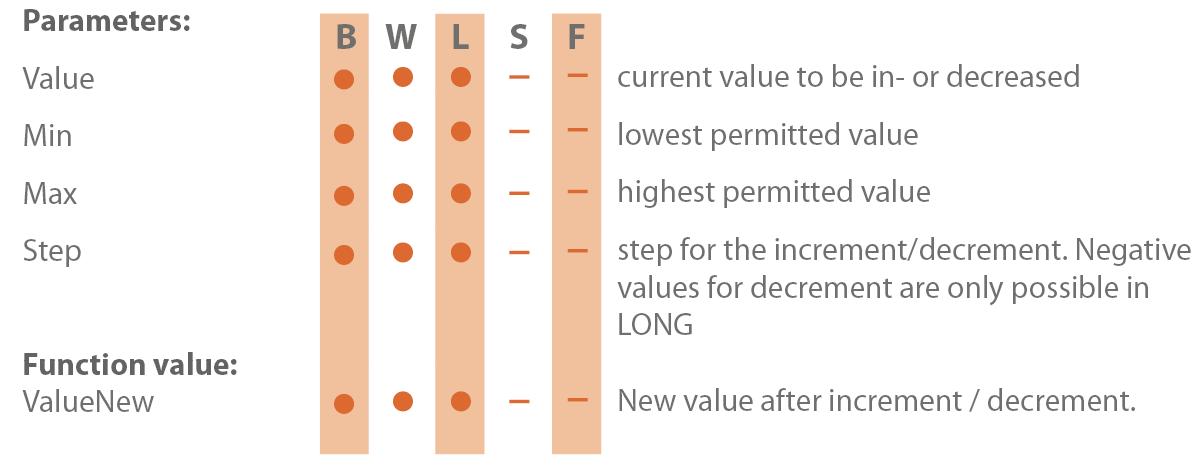 Parameters:
B W L S F
Value ● ● ● – – current value to be in- or decreased
Min ● ● ● – – lowest permitted value
Max ● ● ● – – highest permitted value
Step ● ● ● – – step for the increment/decrement. Negative
values for decrement are only possible in
LONG
Function value:
ValueNew ● ● ● – – New value after increment / decrement.